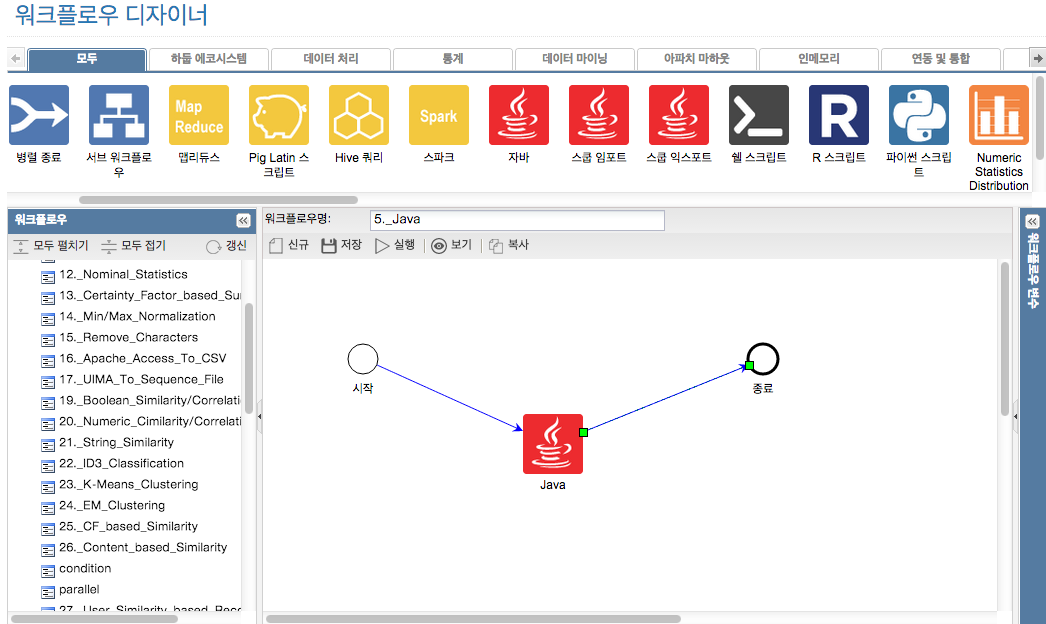 워크플로우 디자이너
모두
하둡 에코시스템
데이터 처리
통계
데이터 마이닝
아파치 마하웃
인메모리
연동 및 통합
Map
Reduce
Spark
R
병렬 종료
서브 워크플로
우
맵리듀스
Pig Latin 스
크립트
Hive 쿼리
스파크
자바
스쿱 임포트
스쿱 익스포트
쉘 스크립트
R 스크립트
파이썬 스크립
트
Numeric
Statistics
Distribution
워크플로우
모두 펼치기
모두 접기
갱신
12._Nominal_Statistics
13._Certainty_Factor_based_Su
14._Min/Max_Normalization
15._Remove_Characters
16._Apache_Access_To_CSV
17._UIMA_To_Sequence_File
19._Boolean_Similarity/Correlati
20._Numeric_Cimilarity/Correlati
21._String_Similarity
22._ID3_Classification
23._K-Means_Clustering
24._EM_Clustering
25._CF_based_Similarity
26._Content_based_Similarity
condition
parallel
27._User_Similarity_based_Reco
워크플로우명:
5._Java
신규
저장
실행
보기
복사
시작
Java
종료
워크플로우 변수